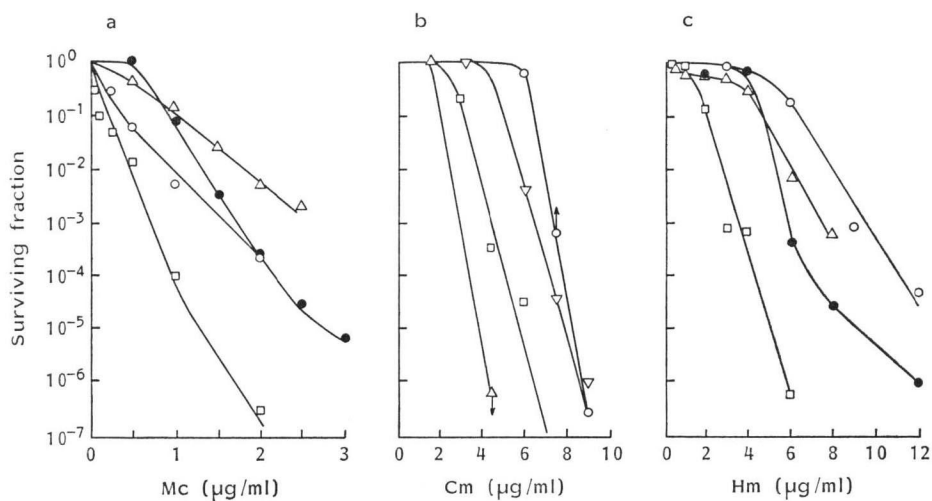 a b c
Surviving fraction
10⁰
10⁻¹
10⁻²
10⁻³
10⁻⁴
10⁻⁵
10⁻⁶
10⁻⁷
0 1 2 3
0 2 4 6 8 10
0 2 4 6 8 10 12
Mc (µg/ml) Cm (µg/ml) Hm (µg/ml)